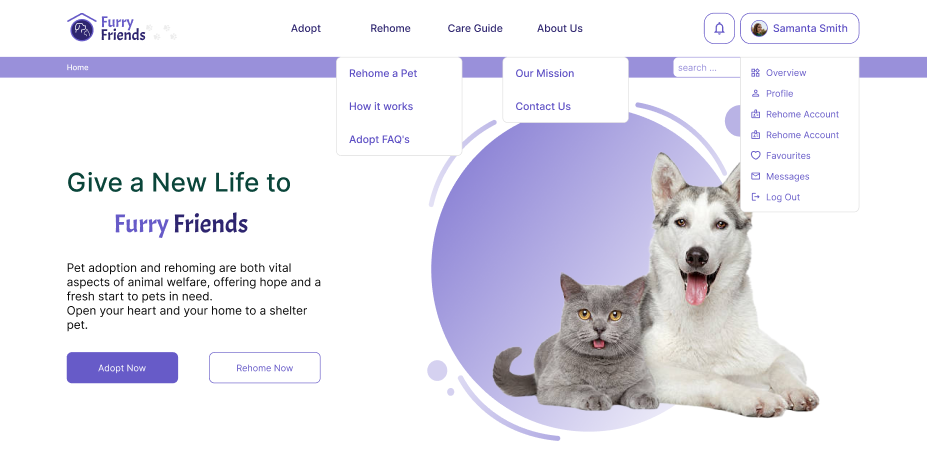 Furry
Friends
Adopt
Rehome
Care Guide
About Us
Samanta Smith
Home
search ...
Rehome a Pet
How it works
Adopt FAQ's
Our Mission
Contact Us
Overview
Profile
Rehome Account
Rehome Account
Favourites
Messages
Log Out
Give a New Life to
Furry Friends
Pet adoption and rehoming are both vital
aspects of animal welfare, offering hope and a
fresh start to pets in need.
Open your heart and your home to a shelter
pet.
Adopt Now
Rehome Now